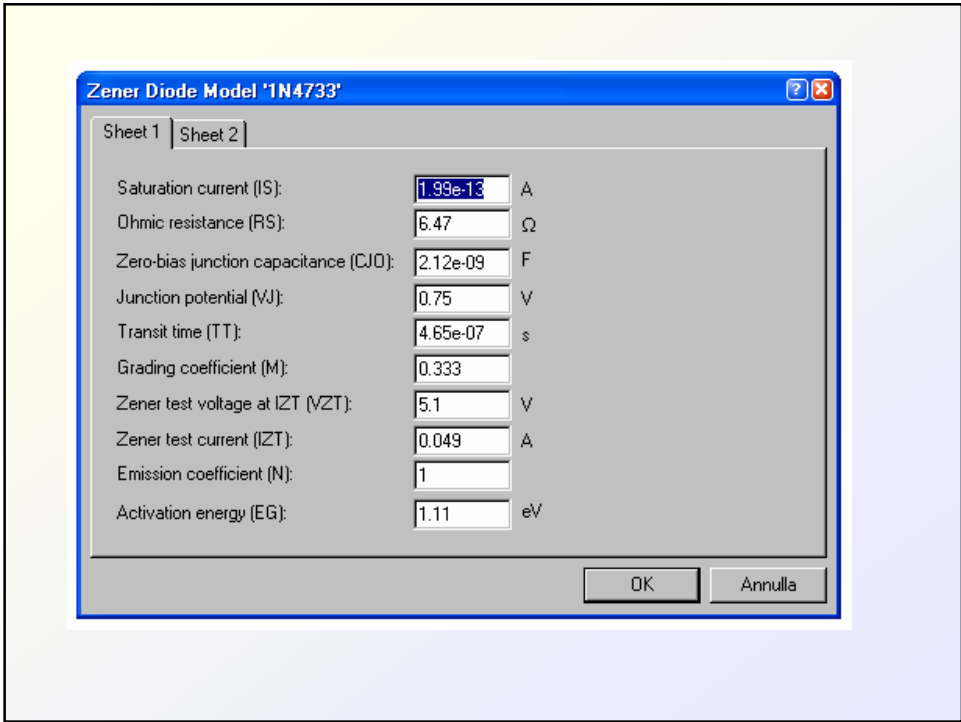 Zener Diode Model '1N4733'
Sheet 1 Sheet 2
Saturation current (IS): 1.99e-13 A
Ohmic resistance (RS): 6.47 Ω
Zero-bias junction capacitance (CJO): 2.12e-09 F
Junction potential (VJ): 0.75 V
Transit time (TT): 4.65e-07 s
Grading coefficient (M): 0.333
Zener test voltage at IZT (VZT): 5.1 V
Zener test current (IZT): 0.049 A
Emission coefficient (N): 1
Activation energy (EG): 1.11 eV
OK Annulla